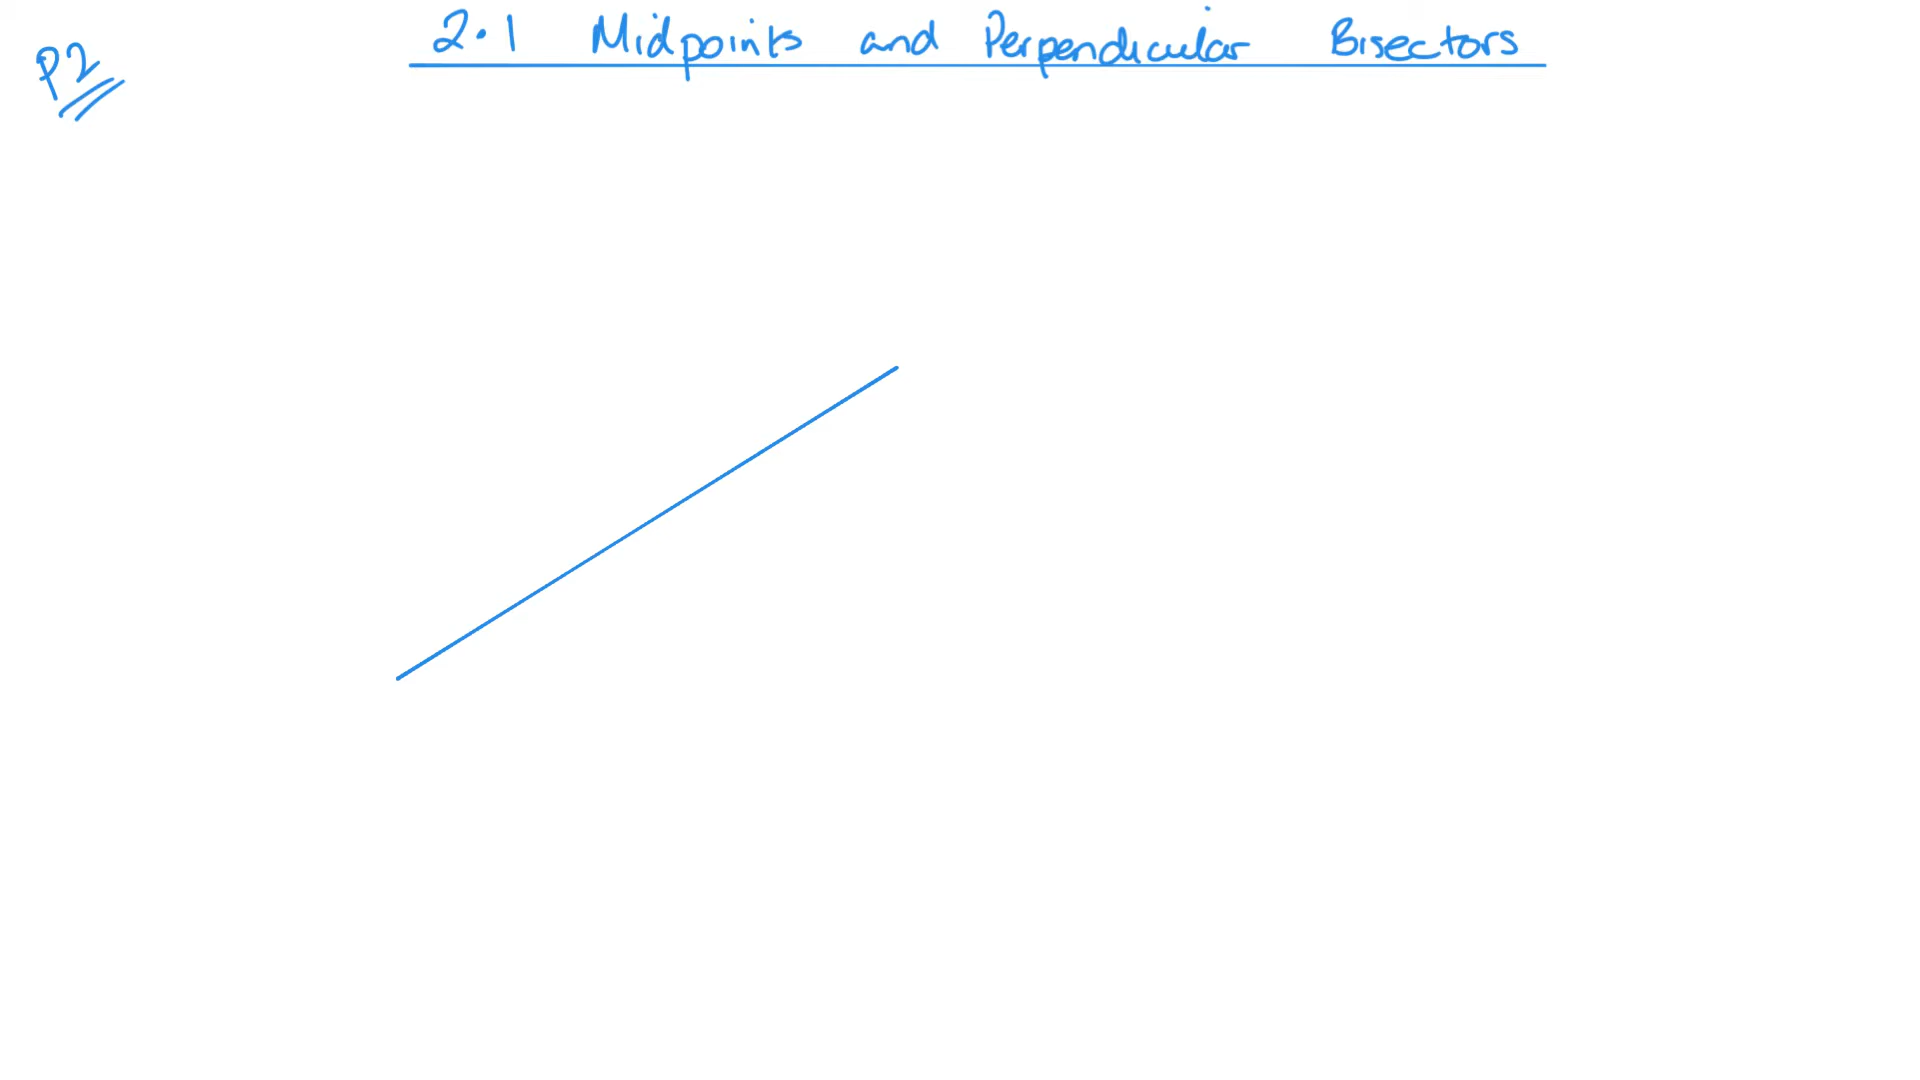 2.1 Midpoints and Perpendicular Bisectors
P2